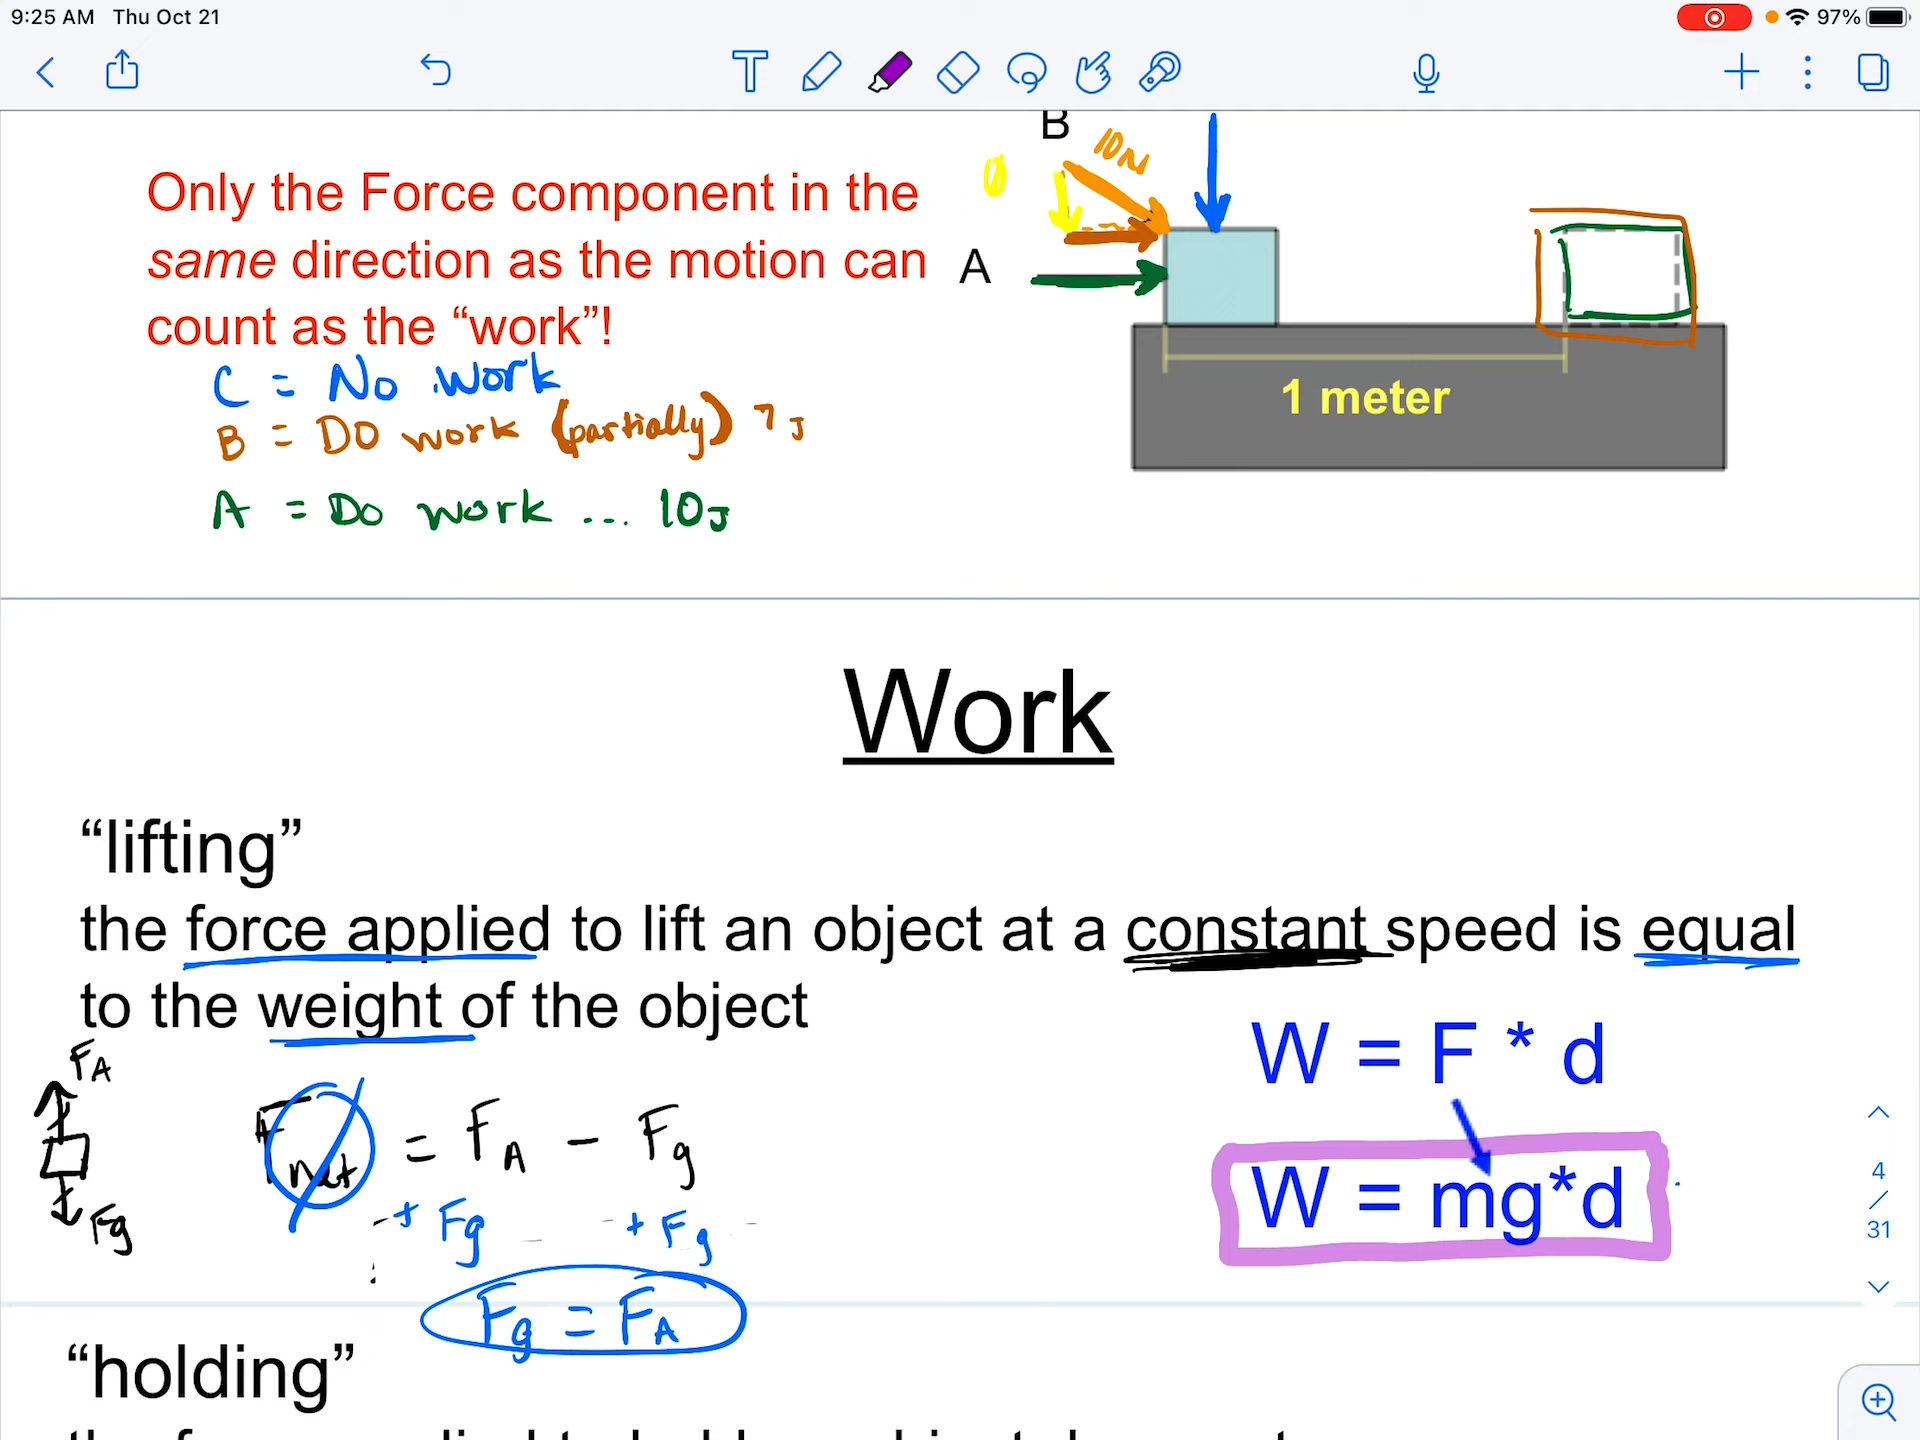 9:25 AM Thu Oct 21
97%
B
10N
0
Only the Force component in the
same direction as the motion can
count as the “work”!
A
1 meter
C = No work
B = Do work (partially) 7J
A = Do work ... 10J
Work
“lifting”
the force applied to lift an object at a constant speed is equal
to the weight of the object
W = F * d
W = mg*d
FA
Fg
Fnet = FA - Fg
+ Fg + Fg
Fg = FA
4
/
31
“holding”